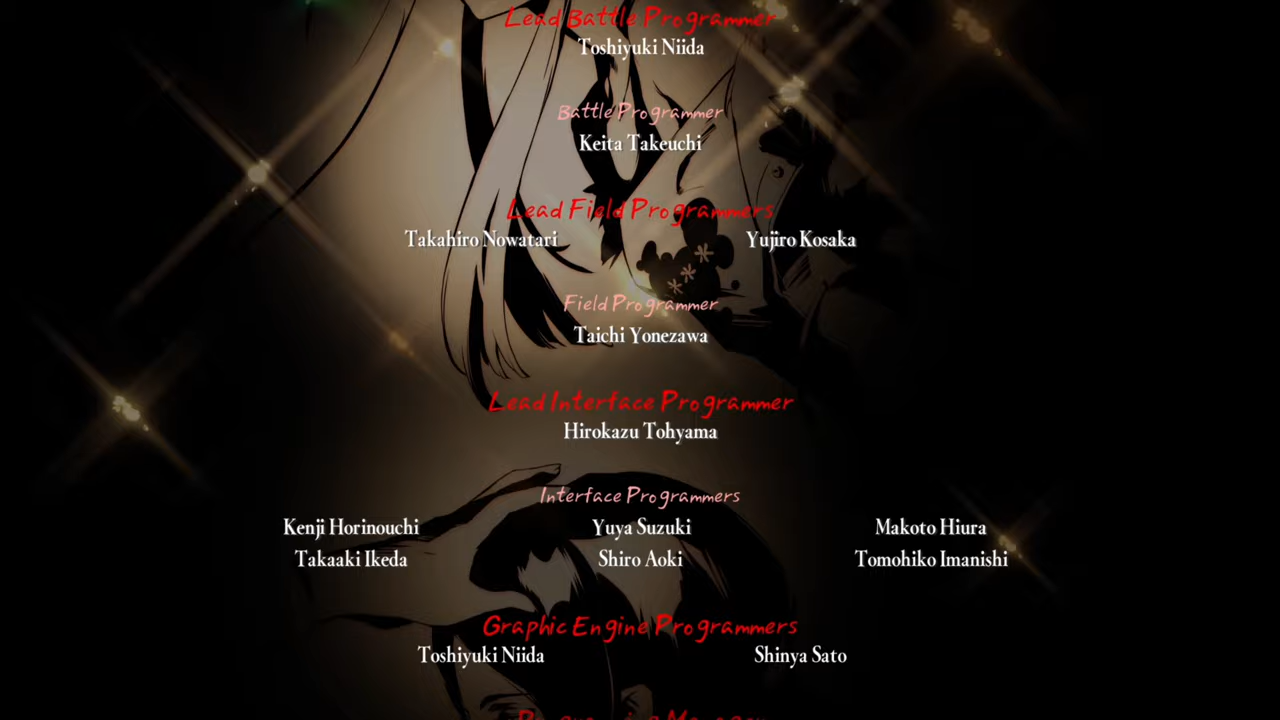 Lead Battle Programmer
Toshiyuki Niida
Battle Programmer
Keita Takeuchi
Lead Field Programmers
Takahiro Nowatari Yujiro Kosaka
Field Programmer
Taichi Yonezawa
Lead Interface Programmer
Hirokazu Tohyama
Interface Programmers
Kenji Horinouchi Yuya Suzuki Makoto Hiura
Takaaki Ikeda Shiro Aoki Tomohiko Imanishi
Graphic Engine Programmers
Toshiyuki Niida Shinya Sato